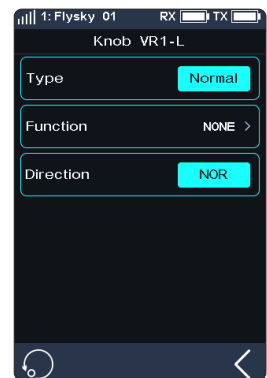 1: Flysky 01 RX TX
Knob VR1-L
Type Normal
Function NONE >
Direction NOR